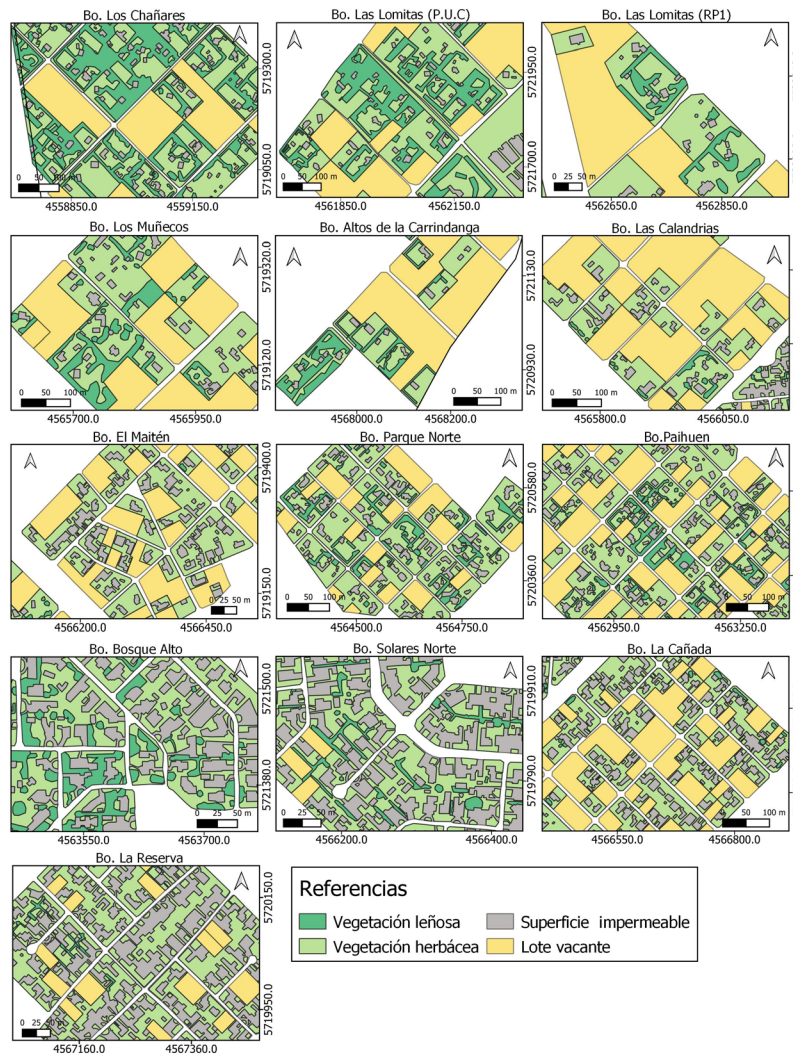 Bo. Los Chañares
5719300.0
5719050.0
0 50 100 m
4558850.0 4559150.0
Bo. Las Lomitas (P.U.C)
5721950.0
5721700.0
0 50 100 m
4561850.0 4562150.0
Bo. Las Lomitas (RP1)
0 25 50 m
4562650.0 4562850.0
Bo. Los Muñecos
5719320.0
5719120.0
0 50 100 m
4565700.0 4565950.0
Bo. Altos de la Carrindanga
5721130.0
5720930.0
0 50 100 m
4568000.0 4568200.0
Bo. Las Calandrias
0 50 100 m
4565800.0 4566050.0
Bo. El Maitén
5719400.0
5719150.0
0 25 50 m
4566200.0 4566450.0
Bo. Parque Norte
5720580.0
5720360.0
0 50 100 m
4564500.0 4564750.0
Bo.Paihuen
0 50 100 m
4562950.0 4563250.0
Bo. Bosque Alto
5721500.0
5721380.0
0 25 50 m
4563550.0 4563700.0
Bo. Solares Norte
5719910.0
5719790.0
0 25 50 m
4566200.0 4566400.0
Bo. La Cañada
0 50 100 m
4566550.0 4566800.0
Bo. La Reserva
5720150.0
5719950.0
0 25 50 m
4567160.0 4567360.0
Referencias
Vegetación leñosa Superficie impermeable
Vegetación herbácea Lote vacante